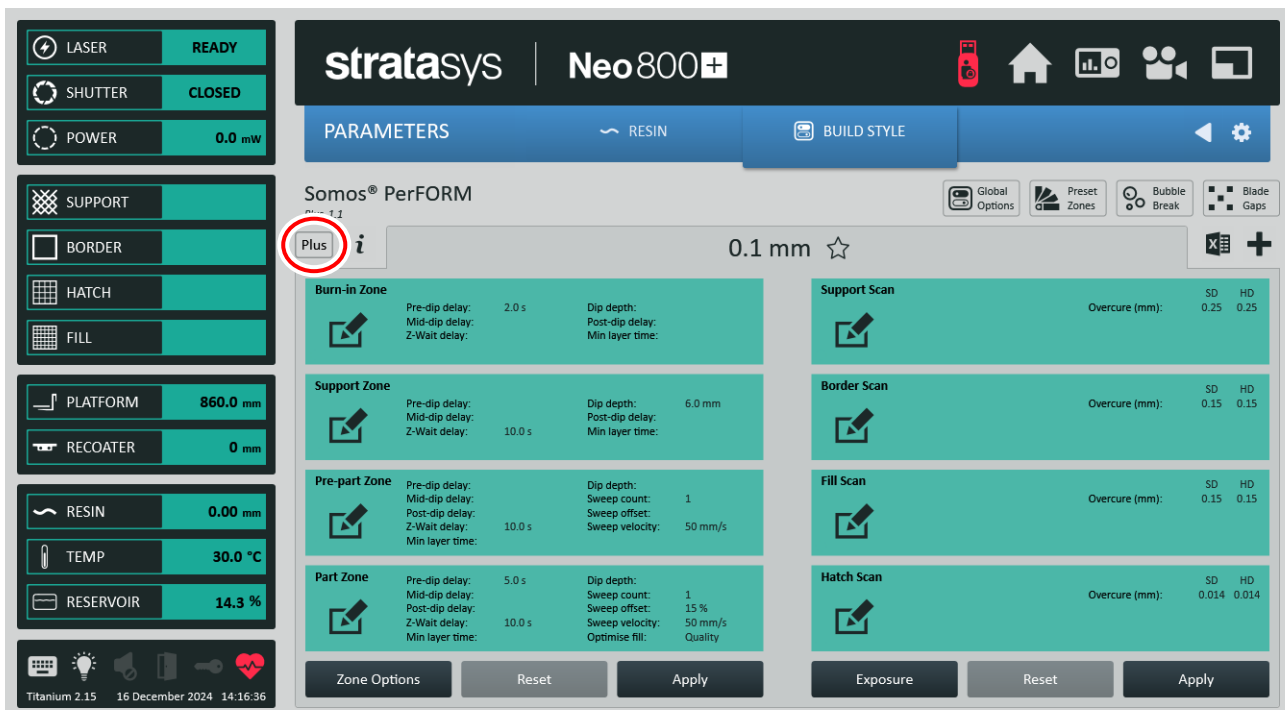 LASER READY
SHUTTER CLOSED
POWER 0.0 mW
SUPPORT
BORDER
HATCH
FILL
PLATFORM 860.0 mm
RECOATER 0 mm
RESIN 0.00 mm
TEMP 30.0 °C
RESERVOIR 14.3 %
Titanium 2.15 16 December 2024 14:16:36
stratasys Neo800+
PARAMETERS RESIN BUILD STYLE
Somos® PerFORM
Plus 1.1
Global Options
Preset Zones
Bubble Break
Blade Gaps
Plus i 0.1 mm
Burn-in Zone
Pre-dip delay: 2.0 s Dip depth:
Mid-dip delay: Post-dip delay:
Z-Wait delay: Min layer time:
Support Zone
Pre-dip delay: Dip depth: 6.0 mm
Mid-dip delay: Post-dip delay:
Z-Wait delay: 10.0 s Min layer time:
Pre-part Zone
Pre-dip delay: Dip depth:
Mid-dip delay: Sweep count: 1
Post-dip delay: Sweep offset:
Z-Wait delay: 10.0 s Sweep velocity: 50 mm/s
Min layer time:
Part Zone
Pre-dip delay: 5.0 s Dip depth:
Mid-dip delay: Sweep count: 1
Post-dip delay: Sweep offset: 15 %
Z-Wait delay: 10.0 s Sweep velocity: 50 mm/s
Min layer time: Optimise fill: Quality
Zone Options Reset Apply
Support Scan
SD HD
Overcure (mm): 0.25 0.25
Border Scan
SD HD
Overcure (mm): 0.15 0.15
Fill Scan
SD HD
Overcure (mm): 0.15 0.15
Hatch Scan
SD HD
Overcure (mm): 0.014 0.014
Exposure Reset Apply